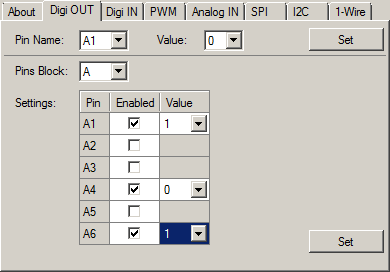 About Digi OUT Digi IN PWM Analog IN SPI I2C 1-Wire
Pin Name: A1 Value: 0 Set
Pins Block: A
Settings: Pin Enabled Value
A1 1
A2
A3
A4 0
A5
A6 1
Set